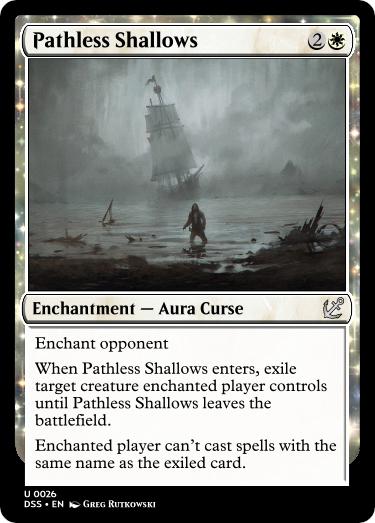 Pathless Shallows 2
Enchantment — Aura Curse
Enchant opponent
When Pathless Shallows enters, exile
target creature enchanted player controls
until Pathless Shallows leaves the
battlefield.
Enchanted player can't cast spells with the
same name as the exiled card.
U 0026
DSS • EN Greg Rutkowski